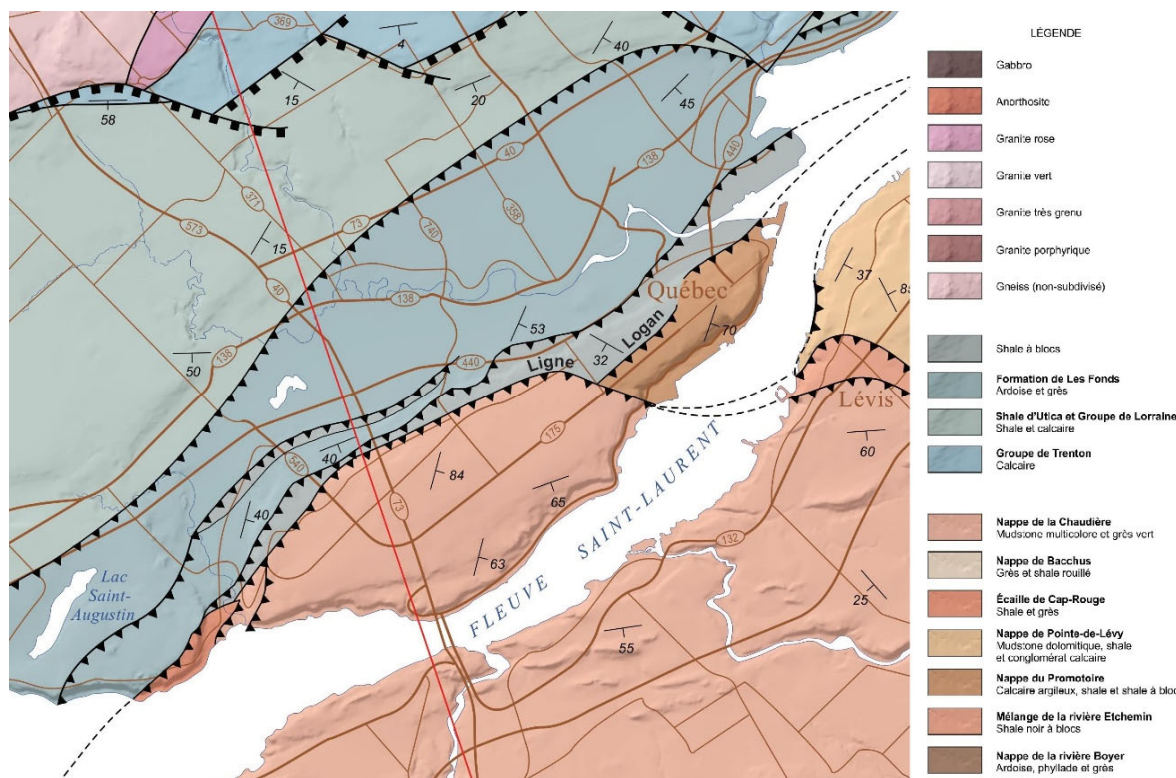 369
4
40
15
20
58
45
40
138
440
371
73
740
358
573
15
40
138
37
85
Québec
53
70
Logan
440
32
Ligne
138
50
Lévis
175
40
540
60
84
FLEUVE SAINT-LAURENT
65
73
40
132
63
Lac
Saint-
Augustin
25
55
LÉGENDE
Gabbro
Anorthosite
Granite rose
Granite vert
Granite très grenu
Granite porphyrique
Gneiss (non-subdivisé)
Shale à blocs
Formation de Les Fonds
Ardoise et grès
Shale d'Utica et Groupe de Lorraine
Shale et calcaire
Groupe de Trenton
Calcaire
Nappe de la Chaudière
Mudstone multicolore et grès vert
Nappe de Bacchus
Grès et shale rouillé
Écaille de Cap-Rouge
Shale et grès
Nappe de Pointe-de-Lévy
Mudstone dolomitique, shale
et conglomérat calcaire
Nappe du Promotoire
Calcaire argileux, shale et shale à bloc
Mélange de la rivière Etchemin
Shale noir à blocs
Nappe de la rivière Boyer
Ardoise, phyllade et grès